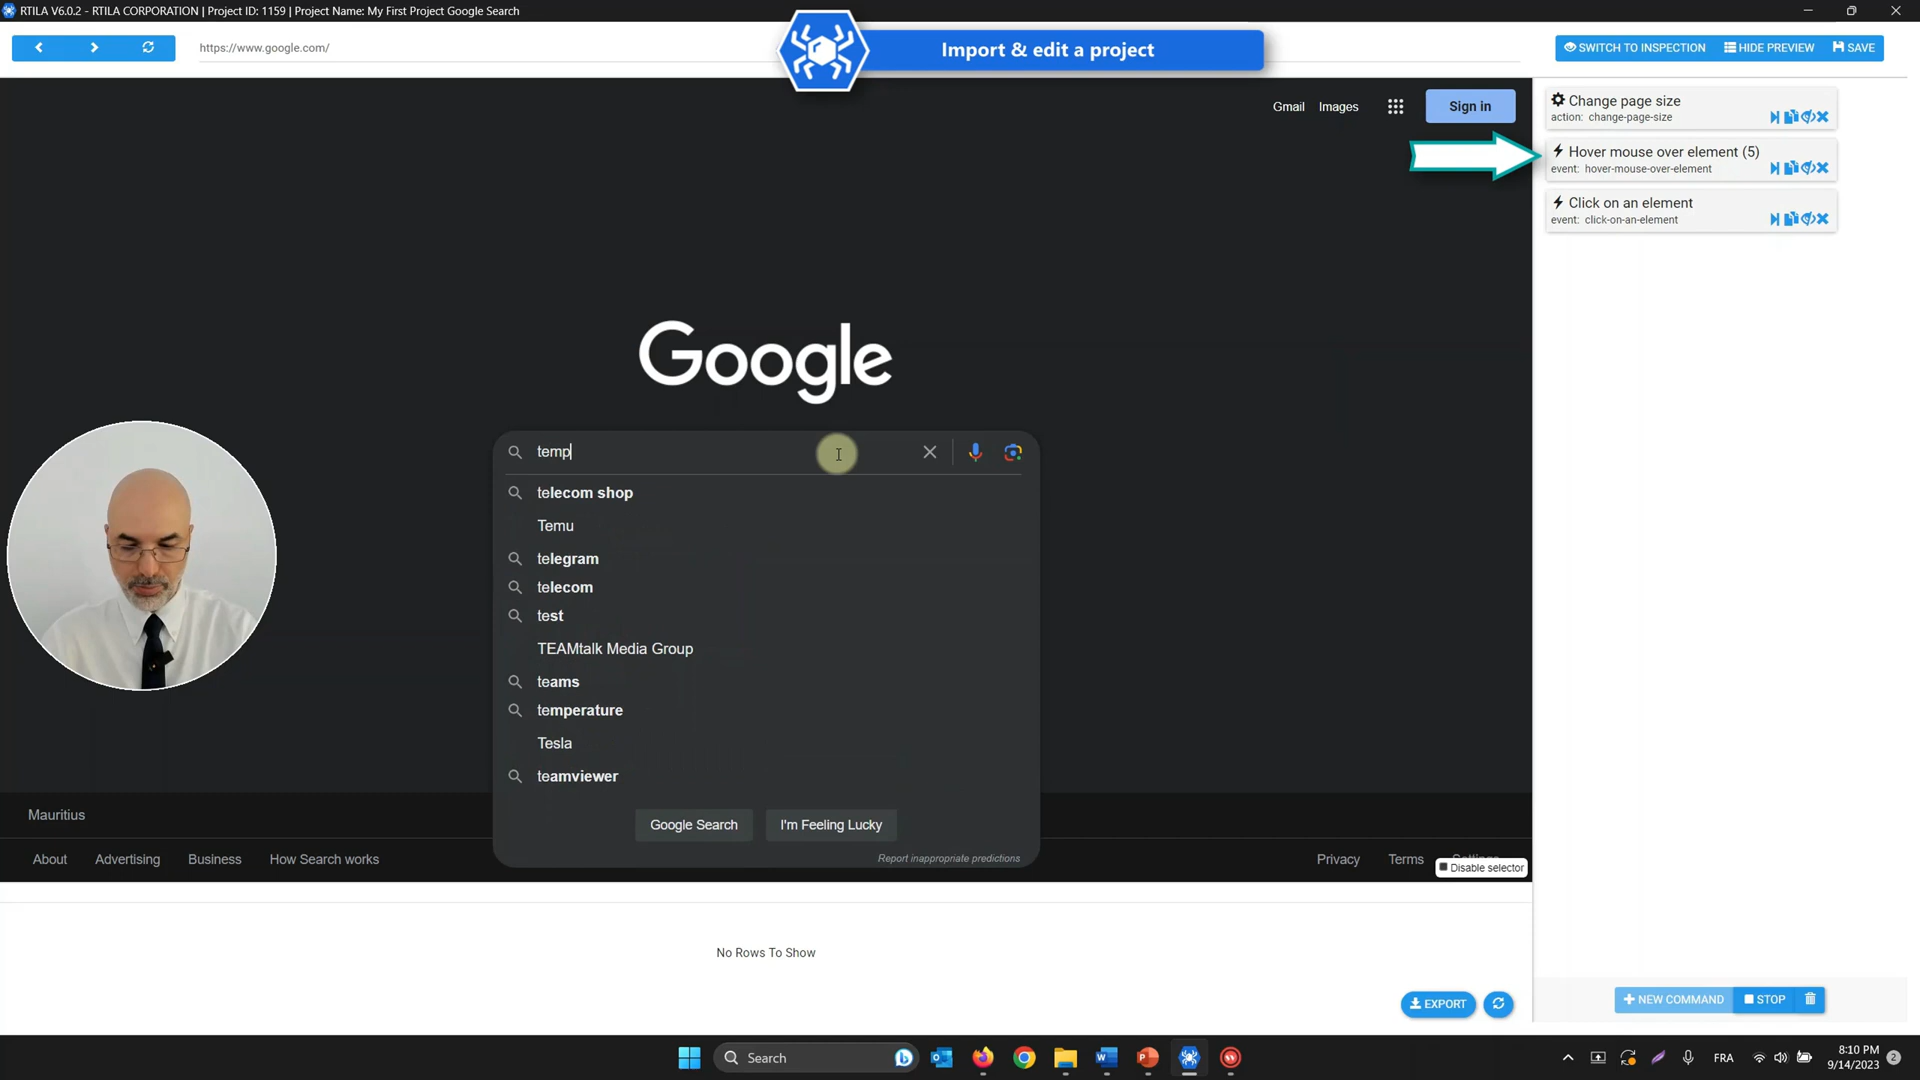 RTILA V6.0.2 - RTILA CORPORATION | Project ID: 1159 | Project Name: My First Project Google Search
https://www.google.com/
Import & edit a project
SWITCH TO INSPECTION
HIDE PREVIEW
SAVE
Gmail
Images
Sign in
Change page size
action: change-page-size
Hover mouse over element (5)
event: hover-mouse-over-element
Click on an element
event: click-on-an-element
Google
temp
telecom shop
Temu
telegram
telecom
test
TEAMtalk Media Group
teams
temperature
Tesla
teamviewer
Google Search
I'm Feeling Lucky
Report inappropriate predictions
Mauritius
About
Advertising
Business
How Search works
Privacy
Terms
Disable selector
No Rows To Show
EXPORT
NEW COMMAND
STOP
Search
FRA
8:10 PM
9/14/2023
2